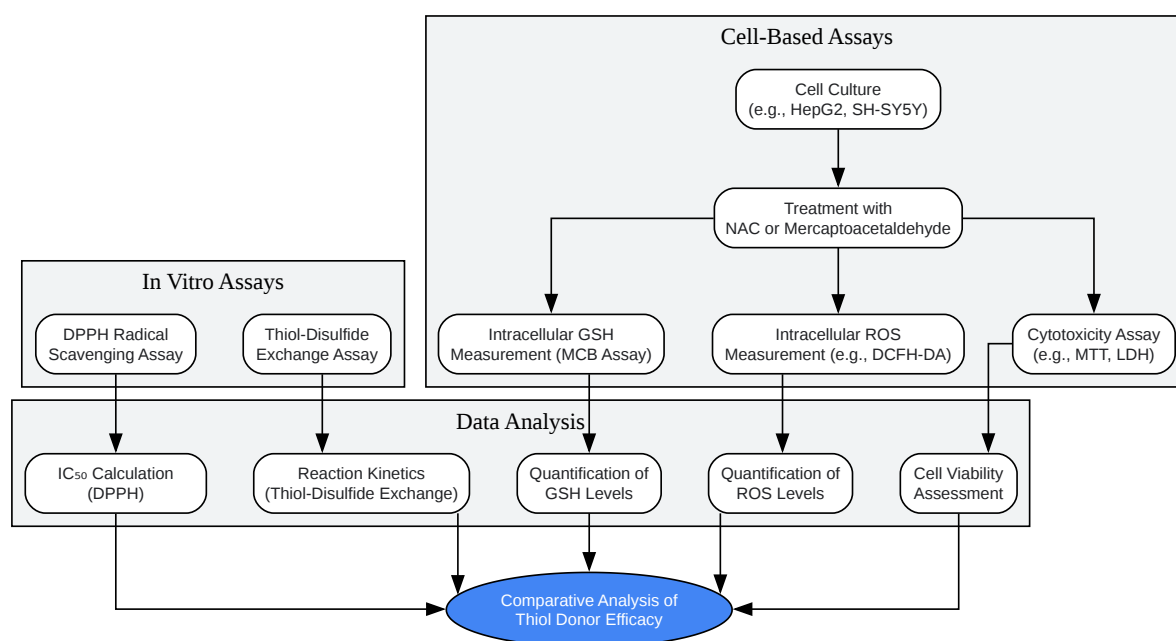 Cell-Based Assays
Cell Culture
(e.g., HepG2, SH-SY5Y)
Treatment with
NAC or Mercaptoacetaldehyde
In Vitro Assays
DPPH Radical
Scavenging Assay
Thiol-Disulfide
Exchange Assay
Intracellular GSH
Measurement (MCB Assay)
Intracellular ROS
Measurement (e.g., DCFH-DA)
Cytotoxicity Assay
(e.g., MTT, LDH)
Data Analysis
IC₅₀ Calculation
(DPPH)
Reaction Kinetics
(Thiol-Disulfide Exchange)
Quantification of
GSH Levels
Quantification of
ROS Levels
Cell Viability
Assessment
Comparative Analysis of
Thiol Donor Efficacy